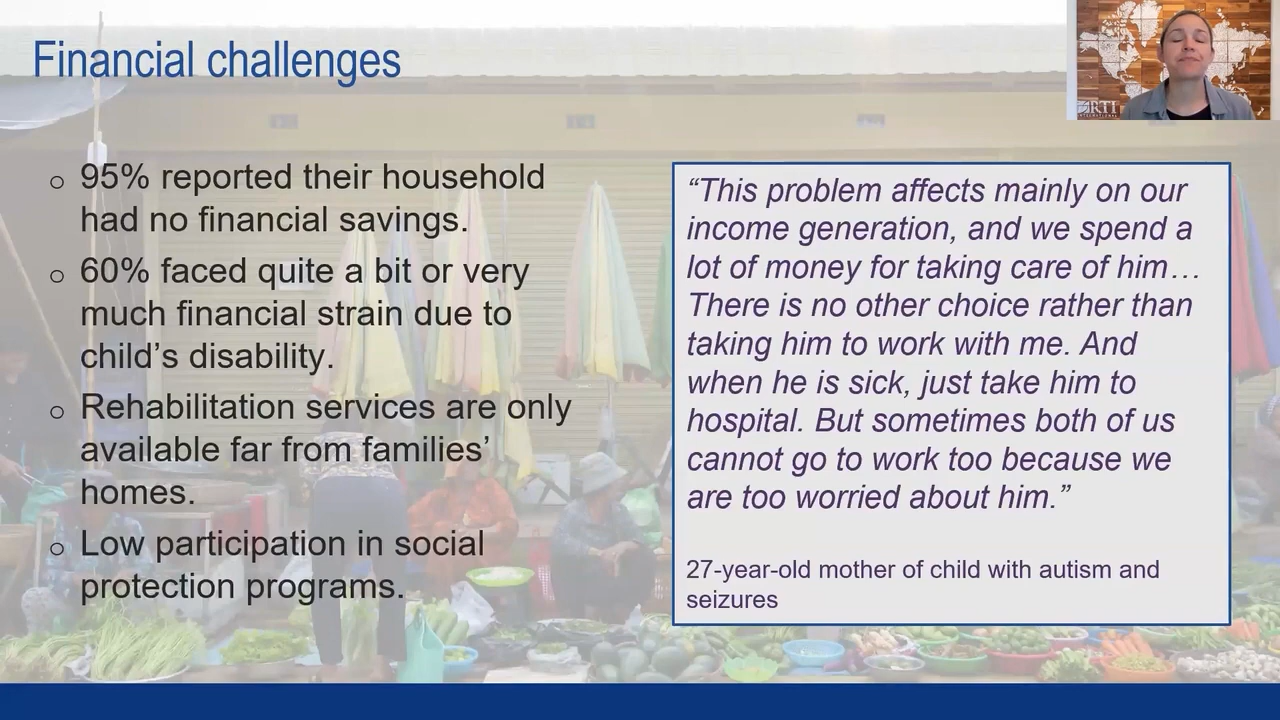 Financial challenges
RTI
INTERNATIONAL
o 95% reported their household
had no financial savings.
o 60% faced quite a bit or very
much financial strain due to
child’s disability.
o Rehabilitation services are only
available far from families’
homes.
o Low participation in social
protection programs.
“This problem affects mainly on our
income generation, and we spend a
lot of money for taking care of him…
There is no other choice rather than
taking him to work with me. And
when he is sick, just take him to
hospital. But sometimes both of us
cannot go to work too because we
are too worried about him.”
27-year-old mother of child with autism and
seizures